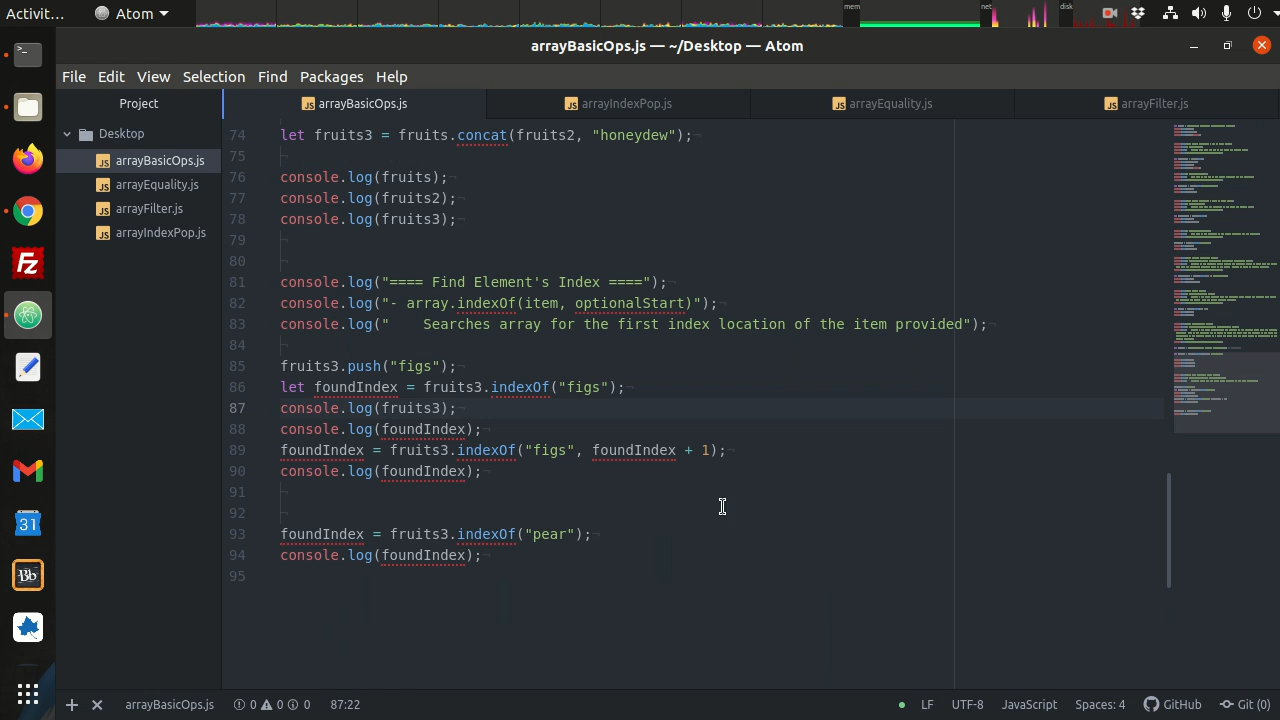 Activit... Atom mem net disk
arrayBasicOps.js — ~/Desktop — Atom
File Edit View Selection Find Packages Help
Project arrayBasicOps.js arrayIndexPop.js arrayEquality.js arrayFilter.js
Desktop
arrayBasicOps.js
arrayEquality.js
arrayFilter.js
arrayIndexPop.js
74 let fruits3 = fruits.concat(fruits2, "honeydew");
75
76 console.log(fruits);
77 console.log(fruits2);
78 console.log(fruits3);
79
80
81 console.log("==== Find Element's Index ====");
82 console.log("- array.indexOf(item, optionalStart)");
83 console.log("    Searches array for the first index location of the item provided");
84
85 fruits3.push("figs");
86 let foundIndex = fruits3.indexOf("figs");
87 console.log(fruits3);
88 console.log(foundIndex);
89 foundIndex = fruits3.indexOf("figs", foundIndex + 1);
90 console.log(foundIndex);
91
92
93 foundIndex = fruits3.indexOf("pear");
94 console.log(foundIndex);
95
31
Bb
arrayBasicOps.js 0 0 0 87:22 LF UTF-8 JavaScript Spaces: 4 GitHub Git (0)